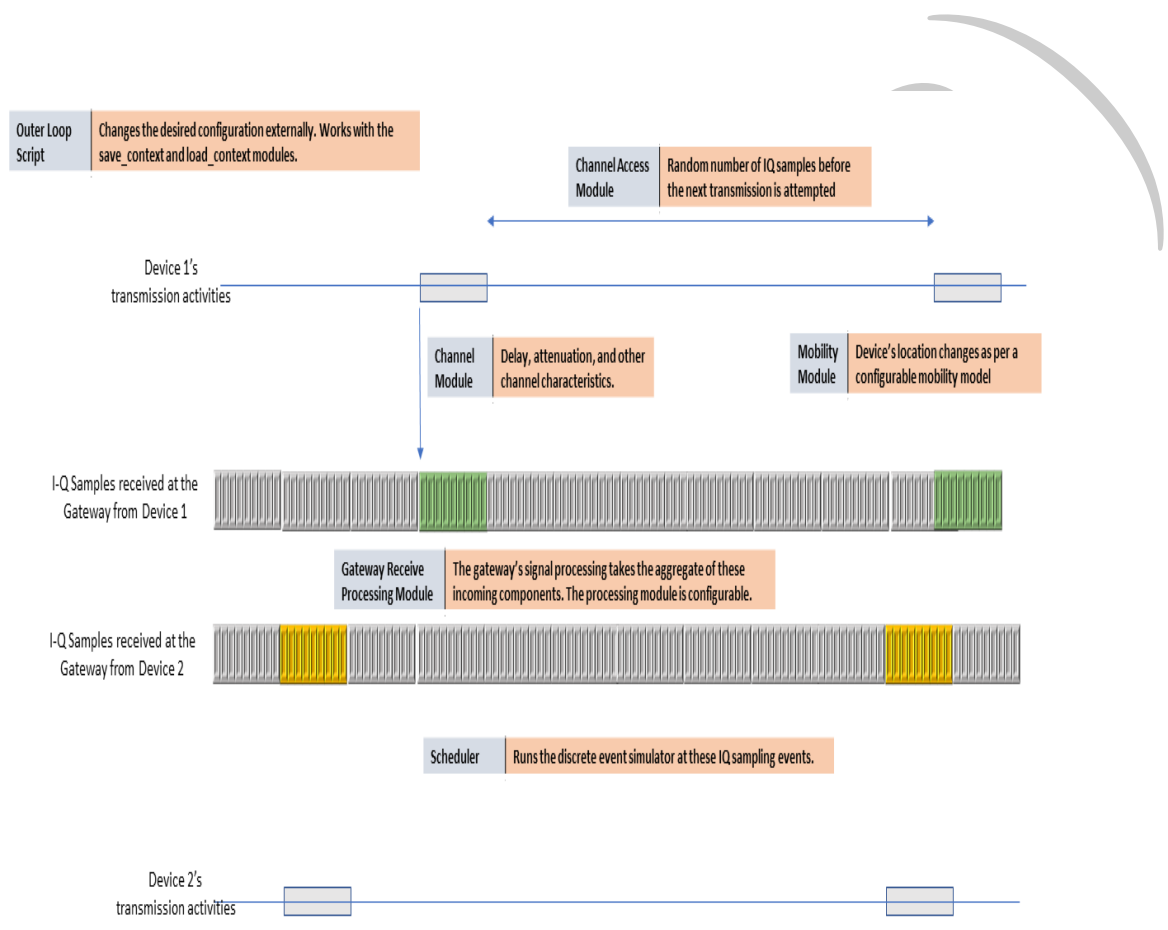 Outer Loop
Script
Changes the desired configuration externally. Works with the
save_context and load_context modules.
Channel Access
Module
Random number of IQ samples before
the next transmission is attempted
Device 1's
transmission activities
Channel
Module
Delay, attenuation, and other
channel characteristics.
Mobility
Module
Device's location changes as per a
configurable mobility model
I-Q Samples received at the
Gateway from Device 1
Gateway Receive
Processing Module
The gateway's signal processing takes the aggregate of these
incoming components. The processing module is configurable.
I-Q Samples received at the
Gateway from Device 2
Scheduler
Runs the discrete event simulator at these IQ sampling events.
Device 2's
transmission activities